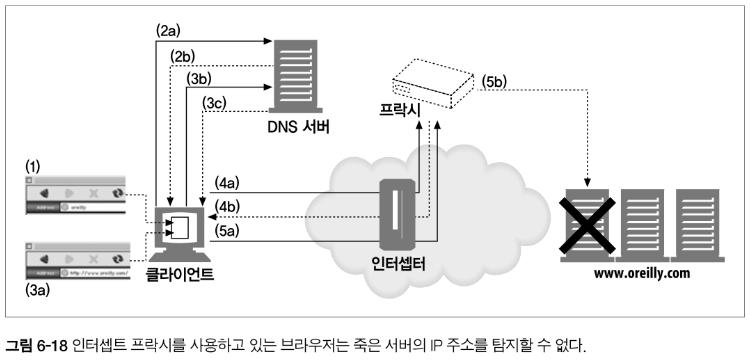 (2a)
(2b)
(3b)
(3c)
DNS 서버
프락시
(5b)
(1)
Address
oreilly
(4a)
(4b)
(5a)
Address
http://www.oreilly.com/
(3a)
클라이언트
인터셉터
www.oreilly.com
그림 6-18 인터셉트 프락시를 사용하고 있는 브라우저는 죽은 서버의 IP 주소를 탐지할 수 없다.